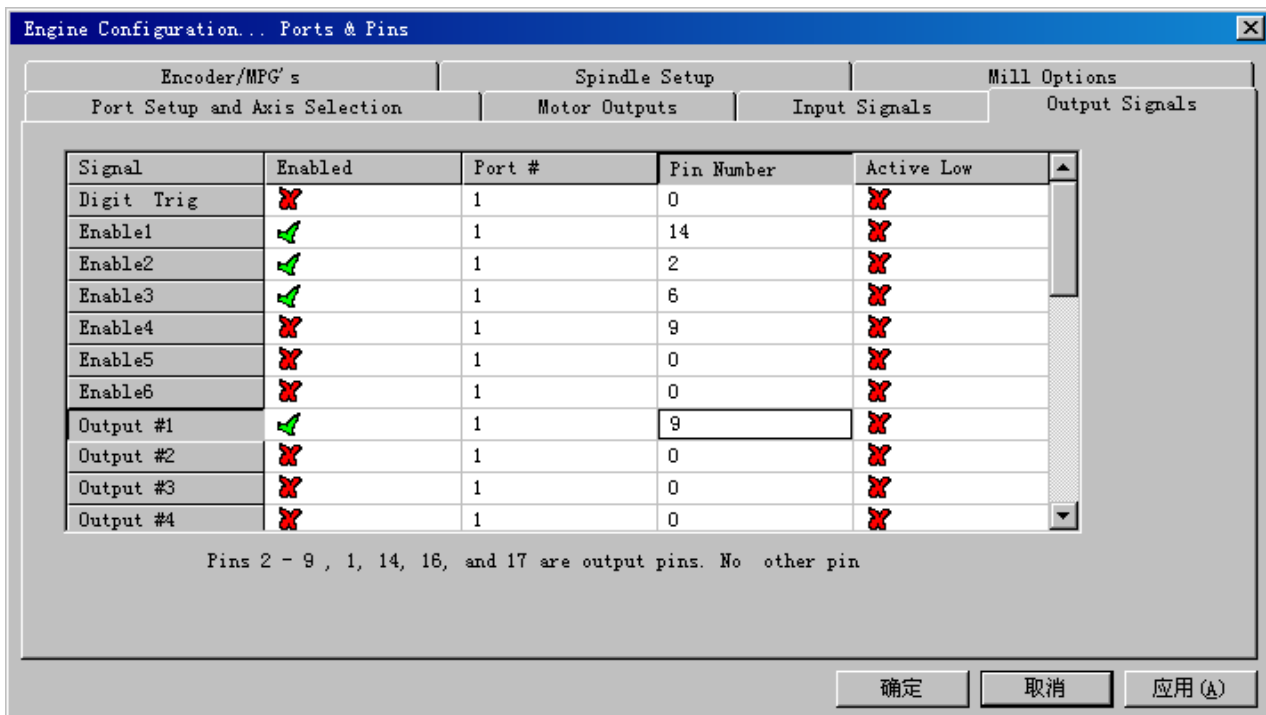 Engine Configuration... Ports & Pins
Encoder/MPG's Spindle Setup Mill Options
Port Setup and Axis Selection Motor Outputs Input Signals Output Signals
Signal Enabled Port # Pin Number Active Low
Digit Trig 1 0
Enable1 1 14
Enable2 1 2
Enable3 1 6
Enable4 1 9
Enable5 1 0
Enable6 1 0
Output #1 1 9
Output #2 1 0
Output #3 1 0
Output #4 1 0
Pins 2 - 9 , 1, 14, 16, and 17 are output pins. No other pin
确定 取消 应用(A)